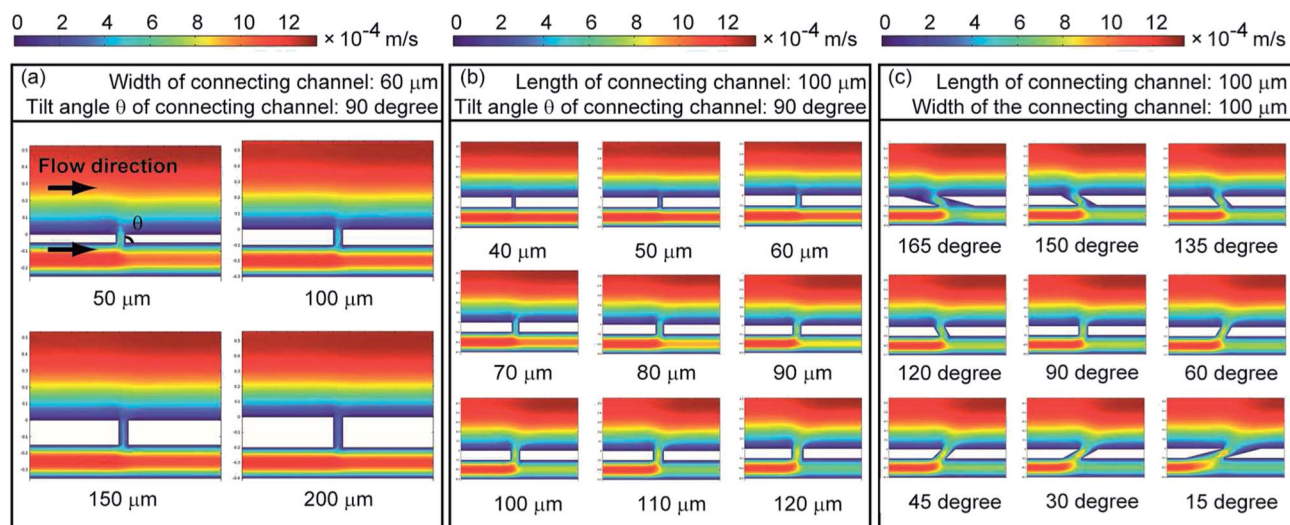 0 2 4 6 8 10 12 × 10⁻⁴ m/s
(a) Width of connecting channel: 60 μm
Tilt angle θ of connecting channel: 90 degree
Flow direction
θ
50 μm
100 μm
150 μm
200 μm
0 2 4 6 8 10 12 × 10⁻⁴ m/s
(b) Length of connecting channel: 100 μm
Tilt angle θ of connecting channel: 90 degree
40 μm
50 μm
60 μm
70 μm
80 μm
90 μm
100 μm
110 μm
120 μm
0 2 4 6 8 10 12 × 10⁻⁴ m/s
(c) Length of connecting channel: 100 μm
Width of the connecting channel: 100 μm
165 degree
150 degree
135 degree
120 degree
90 degree
60 degree
45 degree
30 degree
15 degree